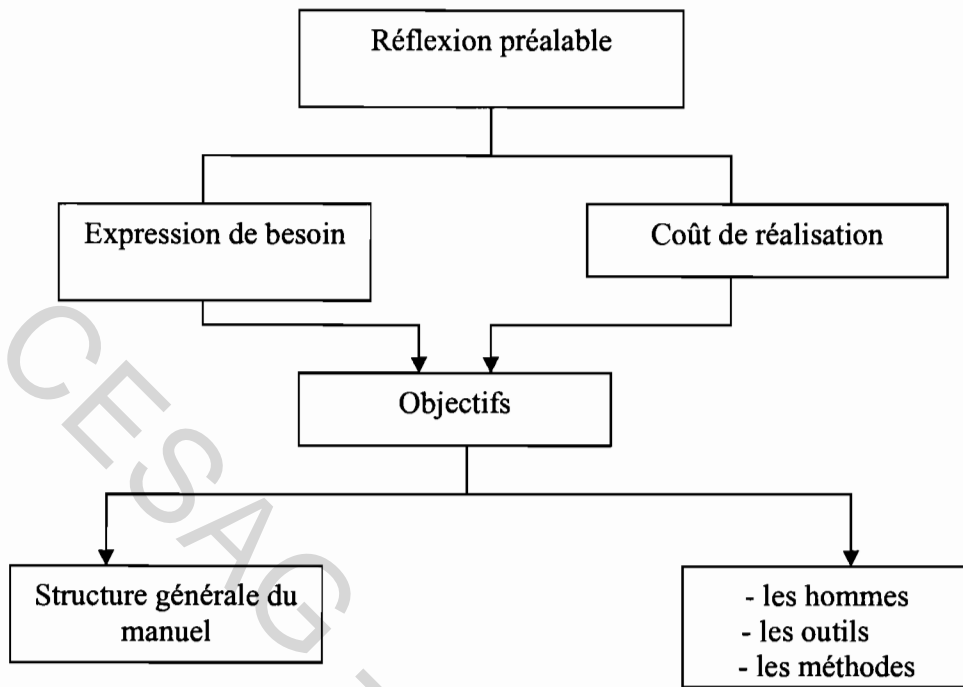 Réflexion préalable
Expression de besoin
Coût de réalisation
Objectifs
Structure générale du
manuel
- les hommes
- les outils
- les méthodes
CESAG